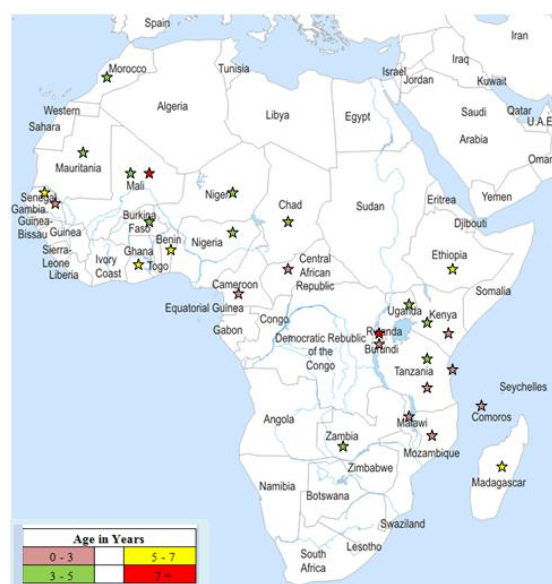 Spain
Iran
Morocco
Tunisia
Israel
Iraq
Jordan
Kuwait
Algeria
Libya
Egypt
Western
Sahara
Saudi
Arabia
Qatar
U.A.E
Oman
Mauritania
Mali
Niger
Chad
Sudan
Eritrea
Yemen
Senegal
Gambia
Guinea-
Bissau
Guinea
Burkina
Faso
Benin
Nigeria
Djibouti
Ethiopia
Sierra-
Leone
Liberia
Ivory
Coast
Ghana
Togo
Central
African
Republic
Somalia
Cameroon
Equatorial Guinea
Gabon
Congo
Uganda
Kenya
Democratic Republic
of the
Congo
Rwanda
Burundi
Tanzania
Seychelles
Comoros
Angola
Malawi
Zambia
Mozambique
Zimbabwe
Madagascar
Namibia
Botswana
Swaziland
South
Africa
Lesotho
Age in Years
0 - 3 5 - 7
3 - 5 7 +